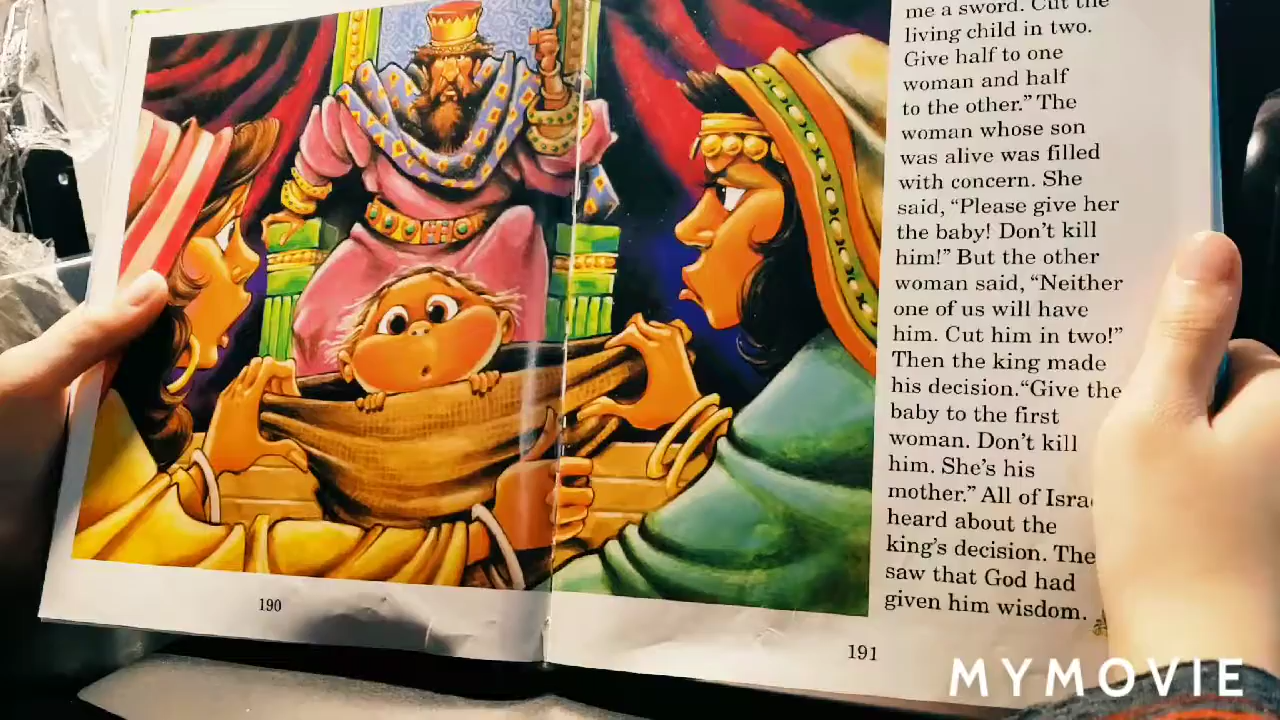 me a sword. Cut the
living child in two.
Give half to one
woman and half
to the other.” The
woman whose son
was alive was filled
with concern. She
said, “Please give her
the baby! Don’t kill
him!” But the other
woman said, “Neither
one of us will have
him. Cut him in two!”
Then the king made
his decision.“Give the
baby to the first
woman. Don’t kill
him. She’s his
mother.” All of Isra
heard about the
king’s decision. The
saw that God had
given him wisdom.
190
191
MYMOVIE